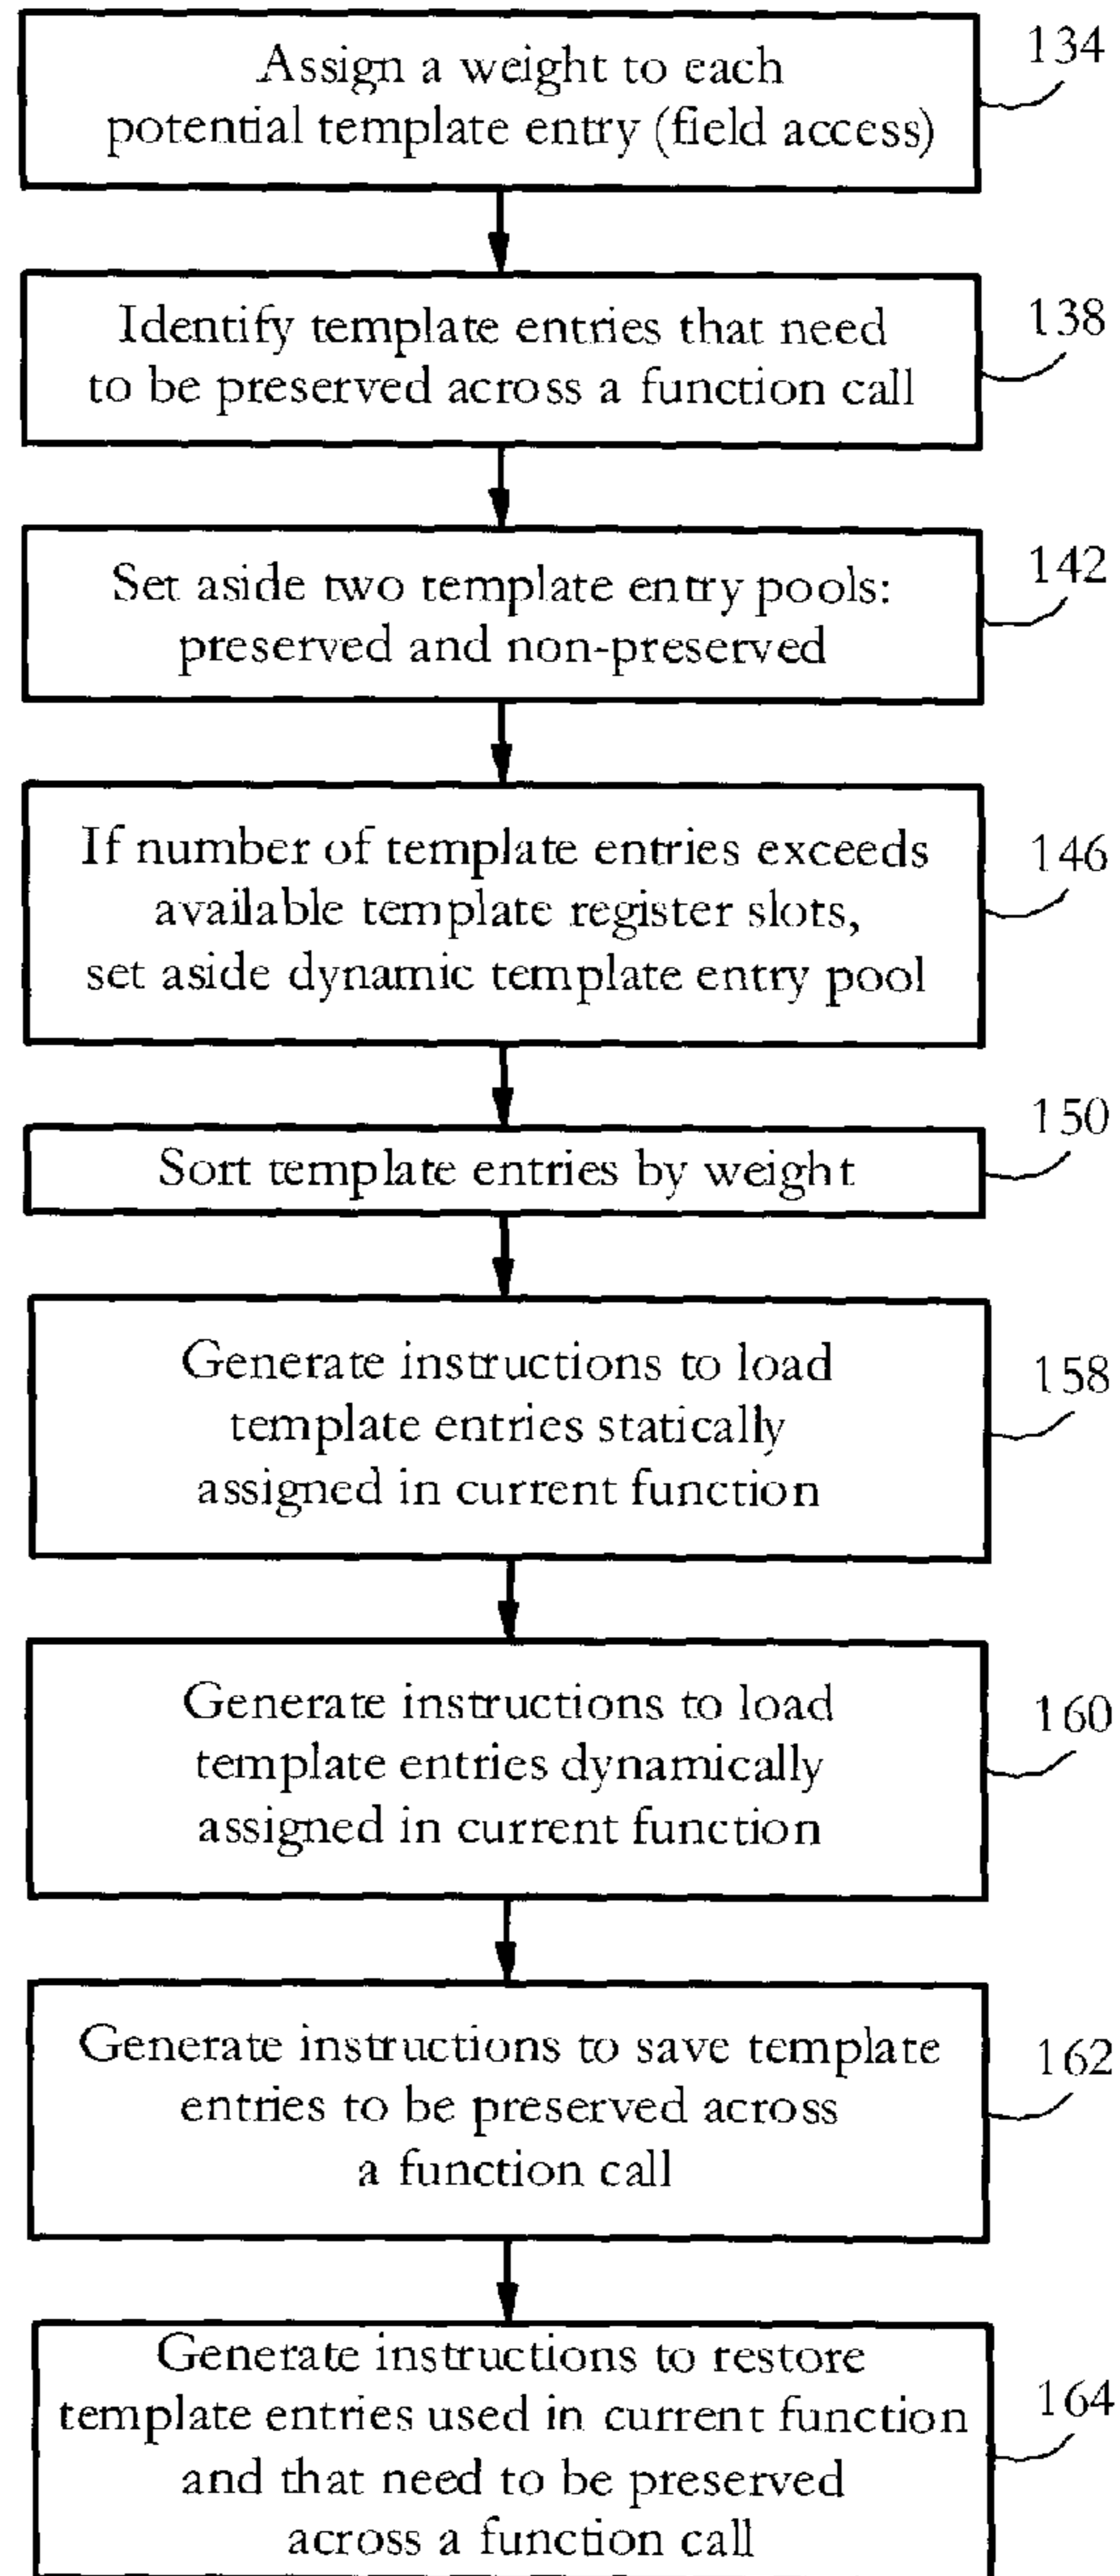 Assign a weight to each
potential template entry (field access)
134
Identify template entries that need
to be preserved across a function call
138
Set aside two template entry pools:
preserved and non-preserved
142
If number of template entries exceeds
available template register slots,
set aside dynamic template entry pool
146
Sort template entries by weight
150
Generate instructions to load
template entries statically
assigned in current function
158
Generate instructions to load
template entries dynamically
assigned in current function
160
Generate instructions to save template
entries to be preserved across
a function call
162
Generate instructions to restore
template entries used in current function
and that need to be preserved
across a function call
164